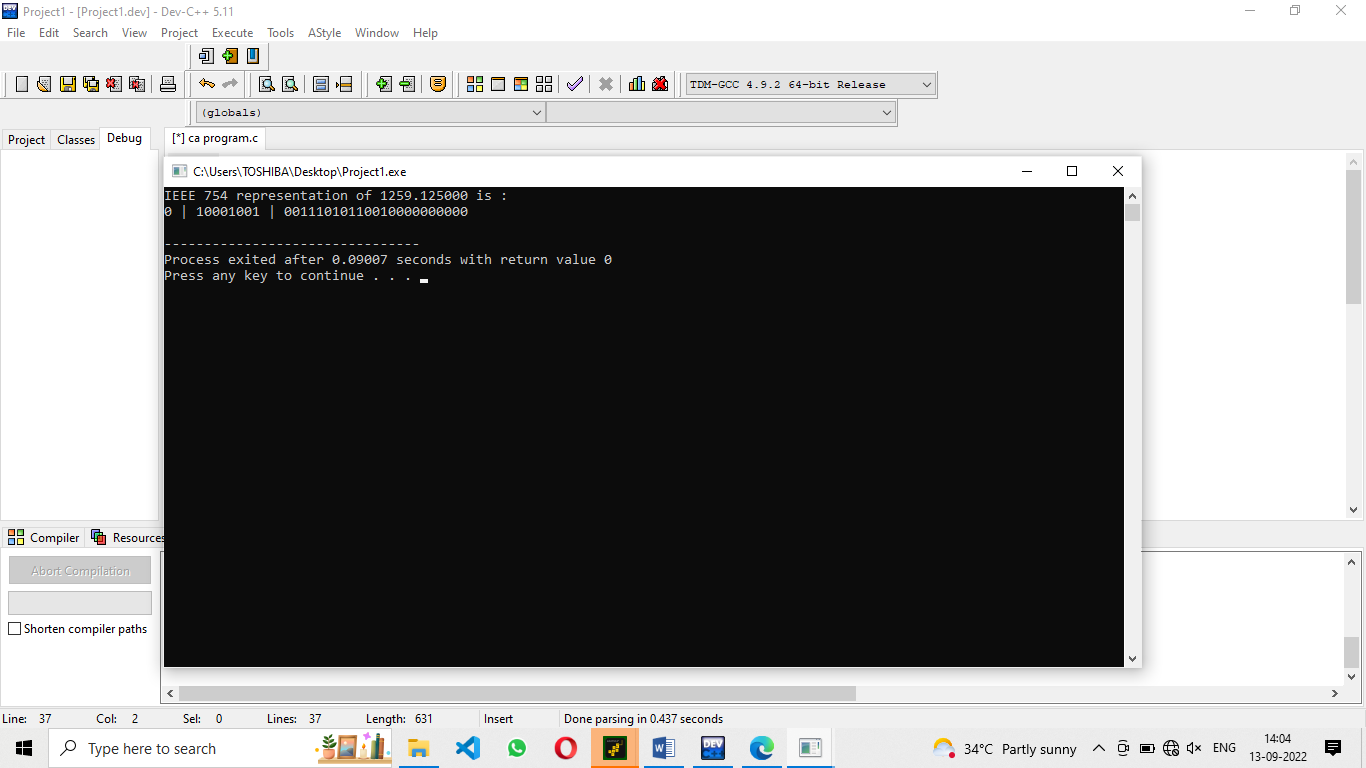 Project1 - [Project1.dev] - Dev-C++ 5.11
File Edit Search View Project Execute Tools AStyle Window Help
TDM-GCC 4.9.2 64-bit Release
(globals)
Project Classes Debug
[*] ca program.c
C:\Users\TOSHIBA\Desktop\Project1.exe
IEEE 754 representation of 1259.125000 is :
0 | 10001001 | 00111010110010000000000
--------------------------------
Process exited after 0.09007 seconds with return value 0
Press any key to continue . . .
Compiler Resources
Abort Compilation
Shorten compiler paths
Line: 37 Col: 2 Sel: 0 Lines: 37 Length: 631 Insert Done parsing in 0.437 seconds
Type here to search
DEV
34°C Partly sunny
ENG
14:04
13-09-2022